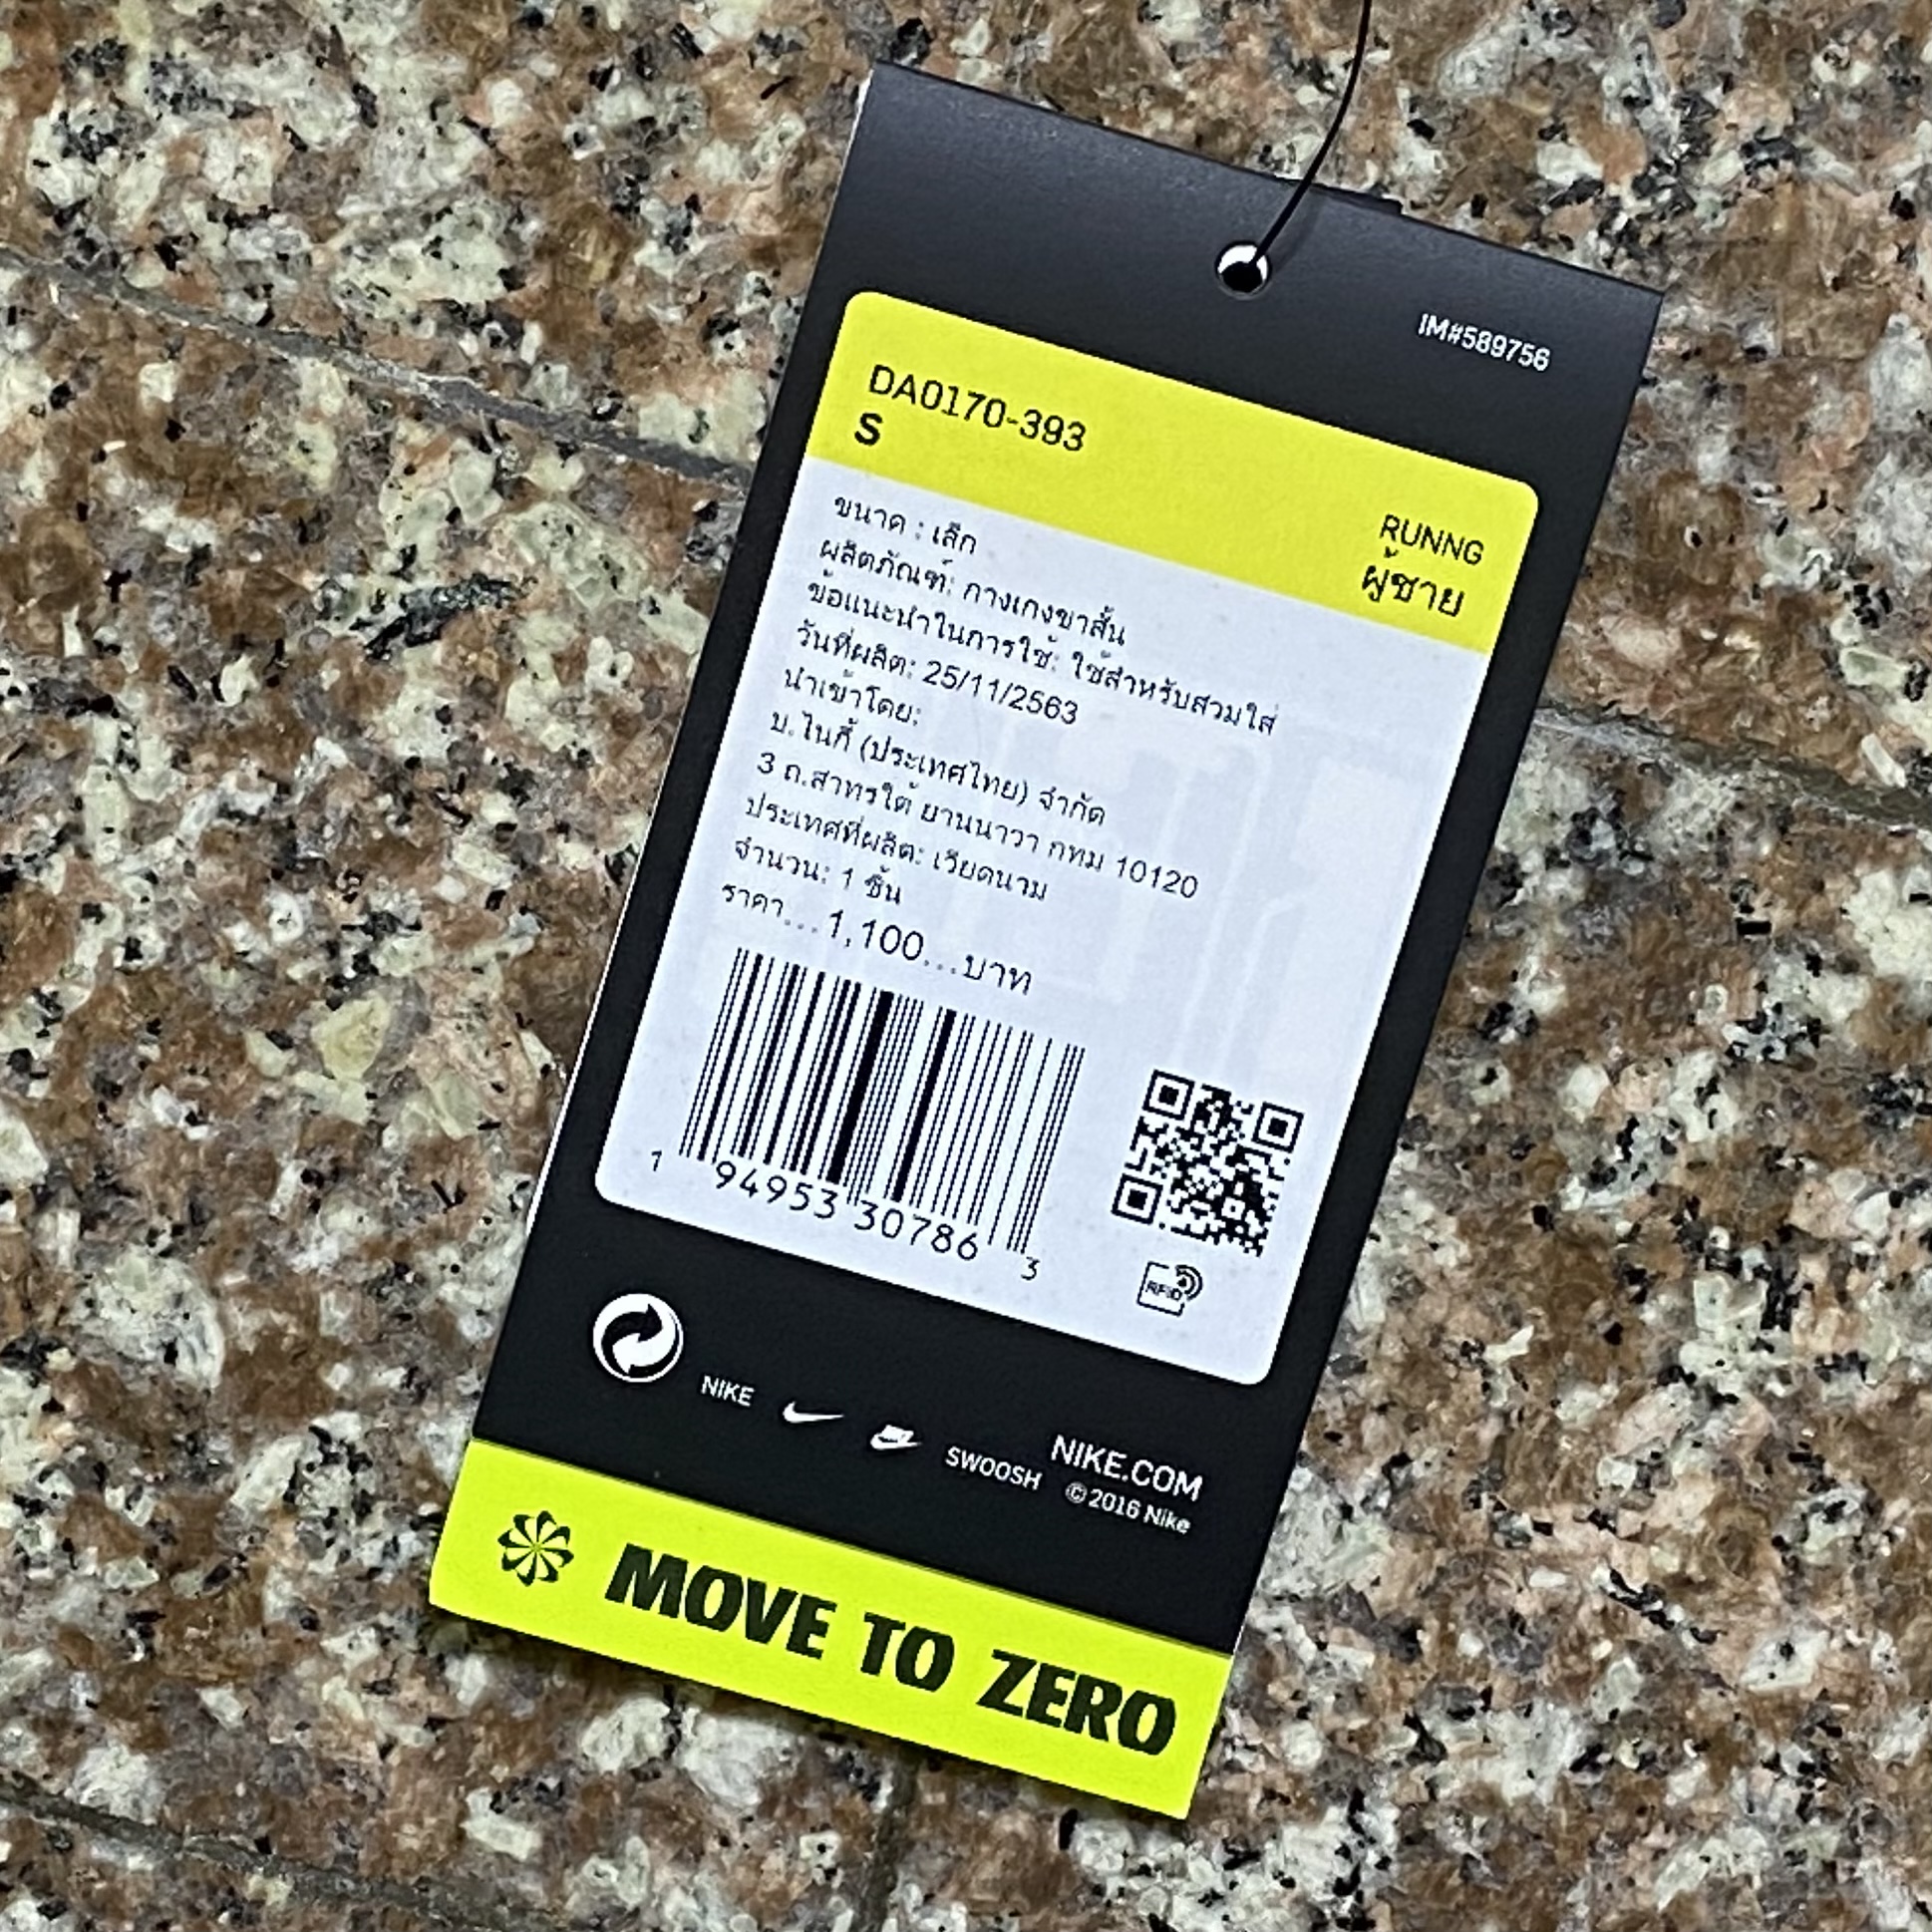 IM#589756
DA0170-393
S
RUNNG
ผู้ชาย
ขนาด : เล็ก
ผลิตภัณฑ์: กางเกงขาสั้น
ข้อแนะนำในการใช้: ใช้สำหรับสวมใส่
วันที่ผลิต: 25/11/2563
นำเข้าโดย:
บ.ไนกี้ (ประเทศไทย) จำกัด
3 ถ.สาทรใต้ ยานนาวา กทม 10120
ประเทศที่ผลิต: เวียดนาม
จำนวน: 1 ชิ้น
ราคา...1,100...บาท
1 94953 30786 3
RFID
NIKE
SWOOSH
NIKE.COM
©2016 Nike
MOVE TO ZERO